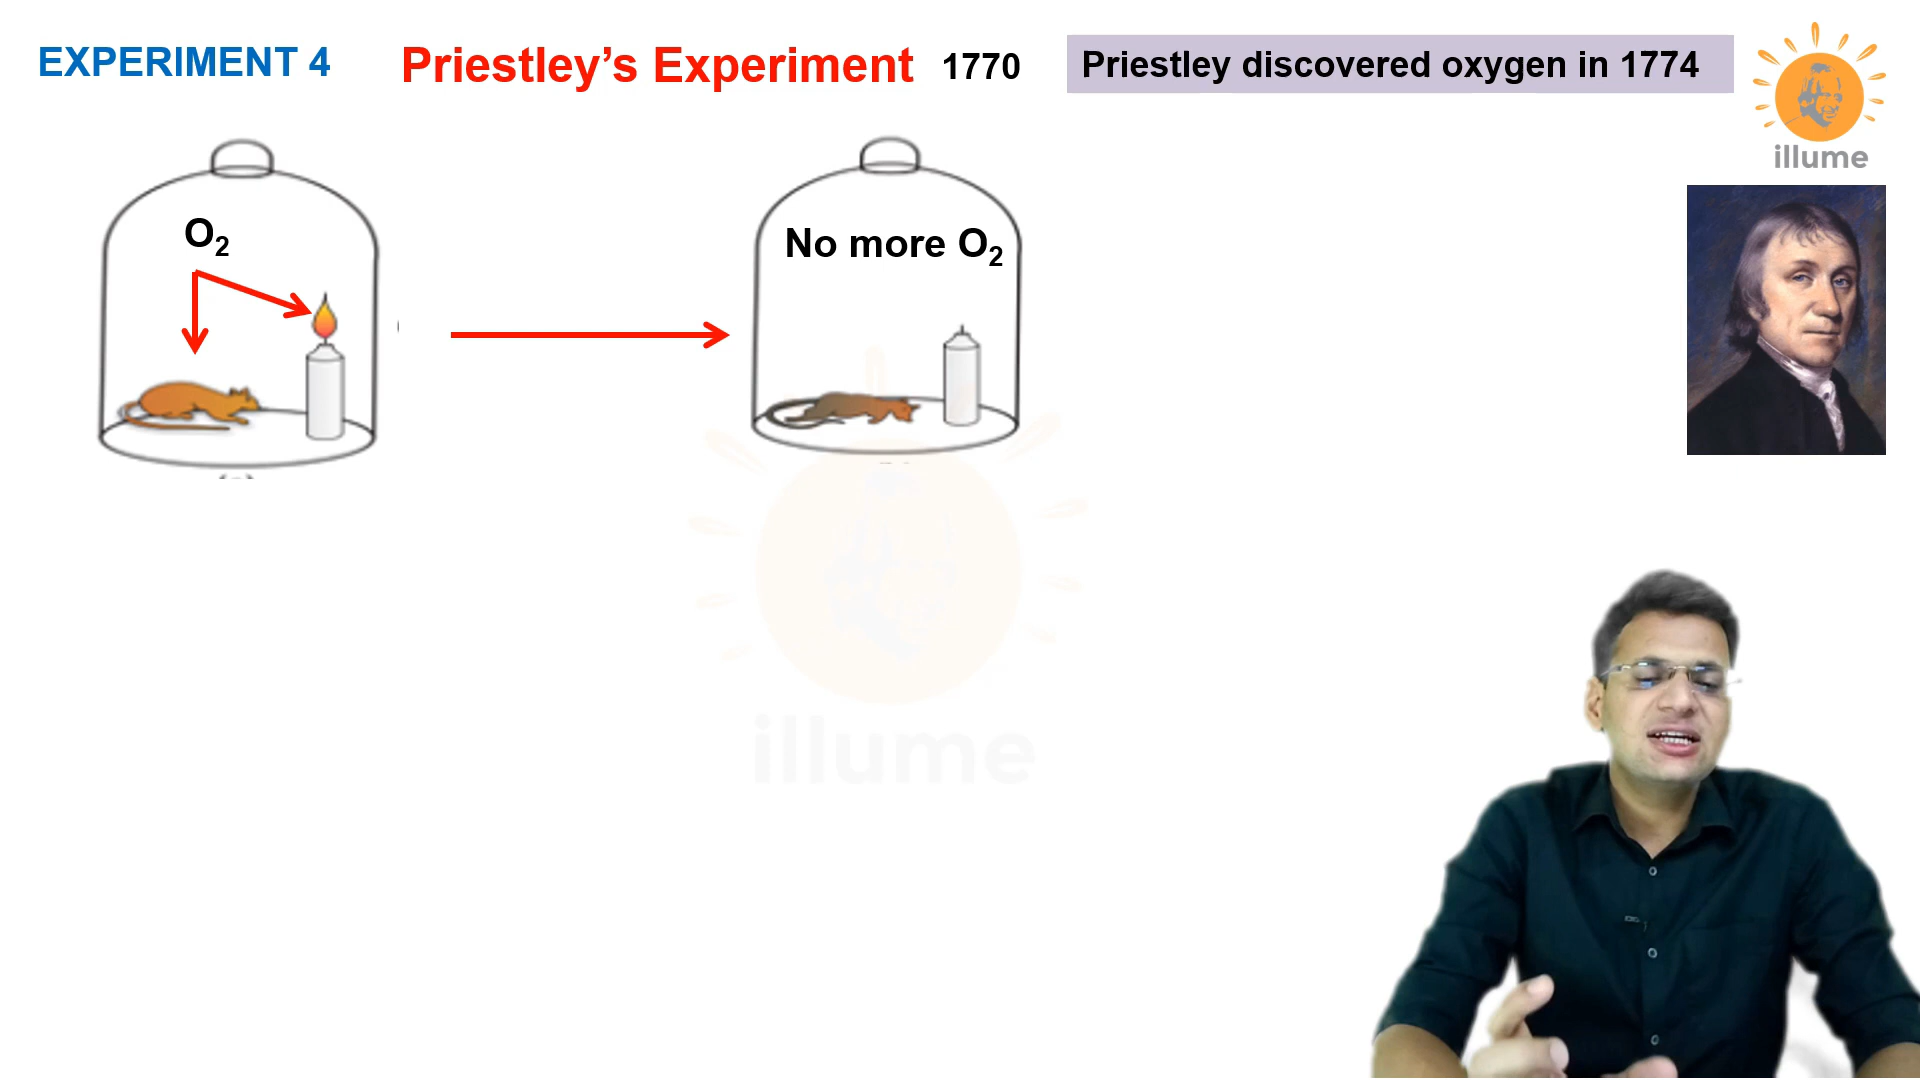 EXPERIMENT 4
Priestley’s Experiment 1770
Priestley discovered oxygen in 1774
illume
O₂
No more O₂
illume